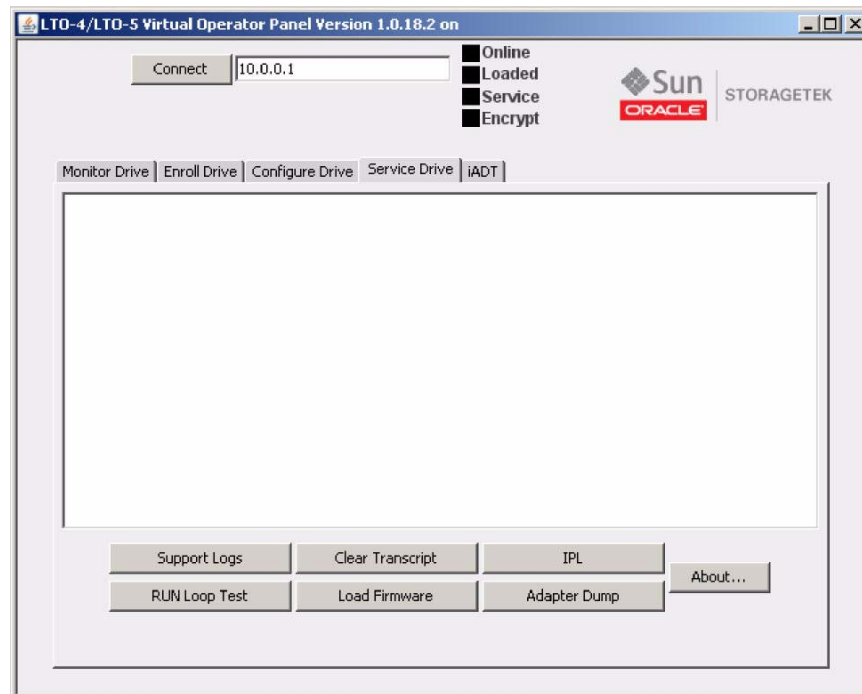 LTO-4/LTO-5 Virtual Operator Panel Version 1.0.18.2 on
Connect
10.0.0.1
Online
Loaded
Service
Encrypt
Sun
ORACLE
STORAGETEK
Monitor Drive
Enroll Drive
Configure Drive
Service Drive
iADT
Support Logs
Clear Transcript
IPL
About...
RUN Loop Test
Load Firmware
Adapter Dump